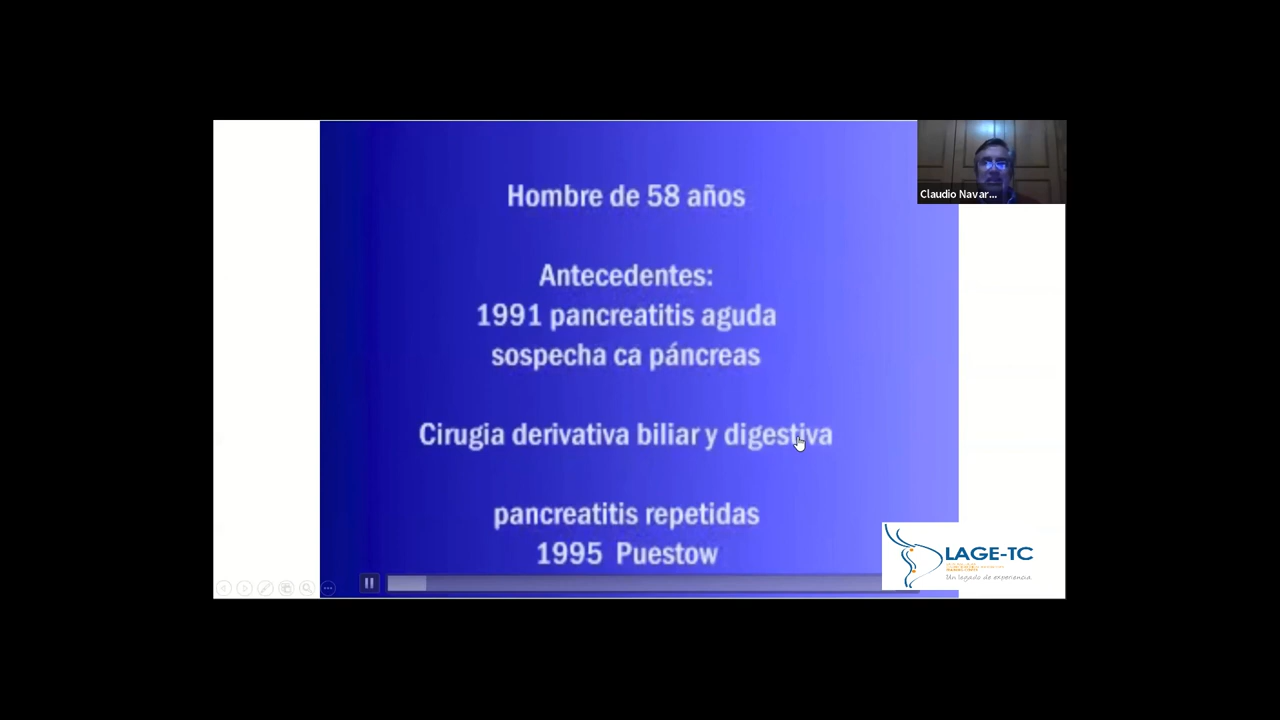 Hombre de 58 años
Antecedentes:
1991 pancreatitis aguda
sospecha ca páncreas
Cirugia derivativa biliar y digestiva
pancreatitis repetidas
1995 Puestow
Claudio Navar...
LAGE-TC
Un legado de experiencia